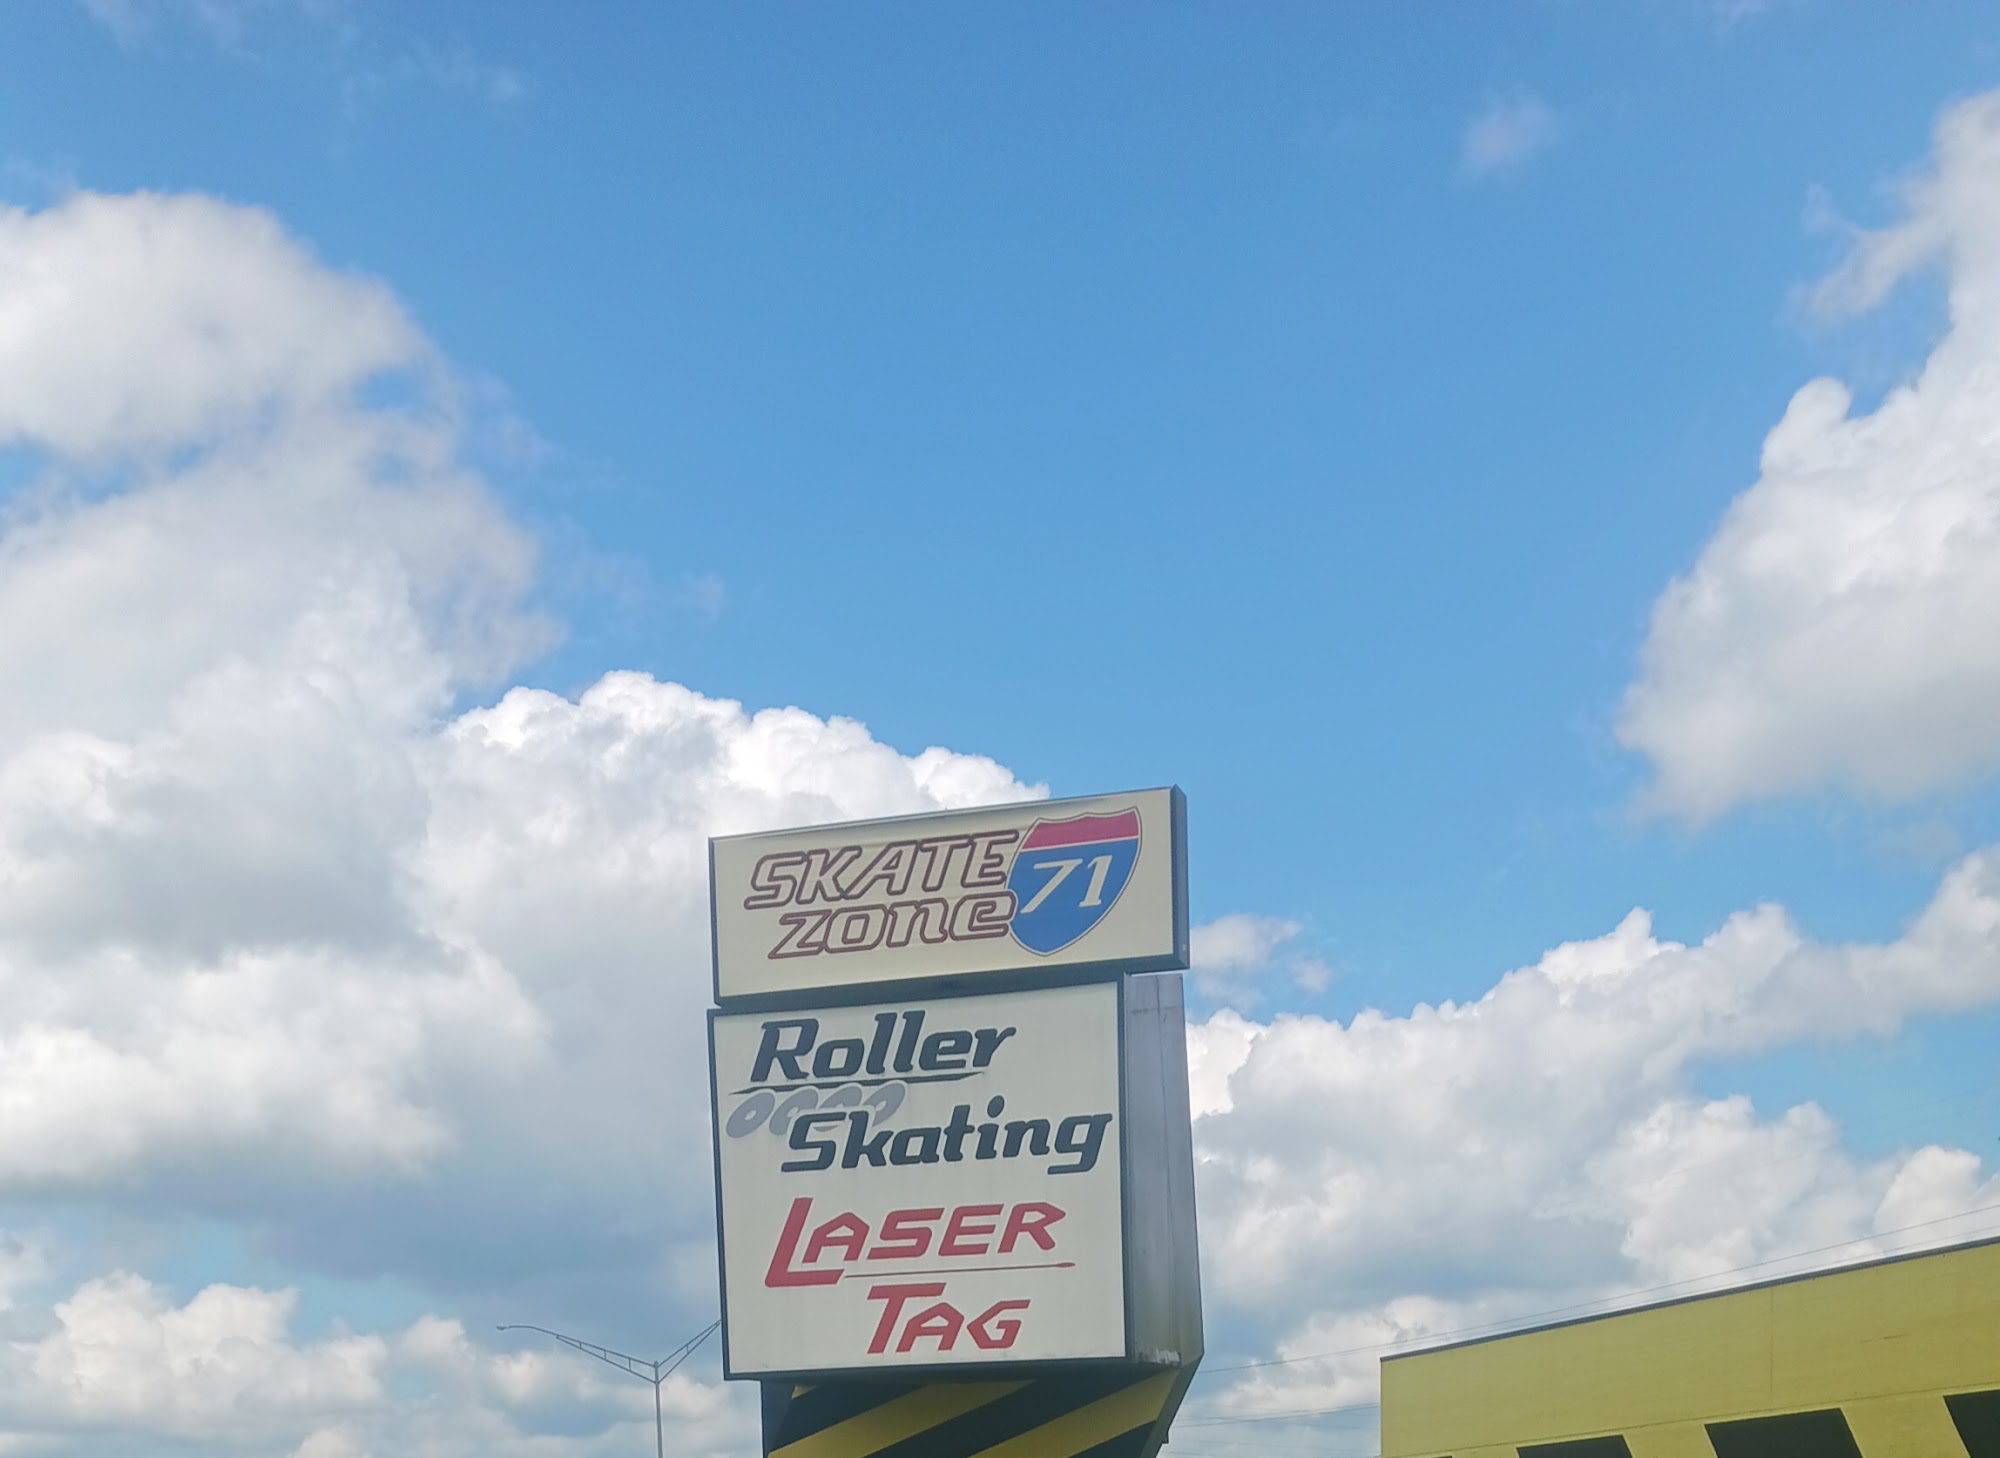 SKATE
ZONE
71
Roller
Skating
LASER
TAG